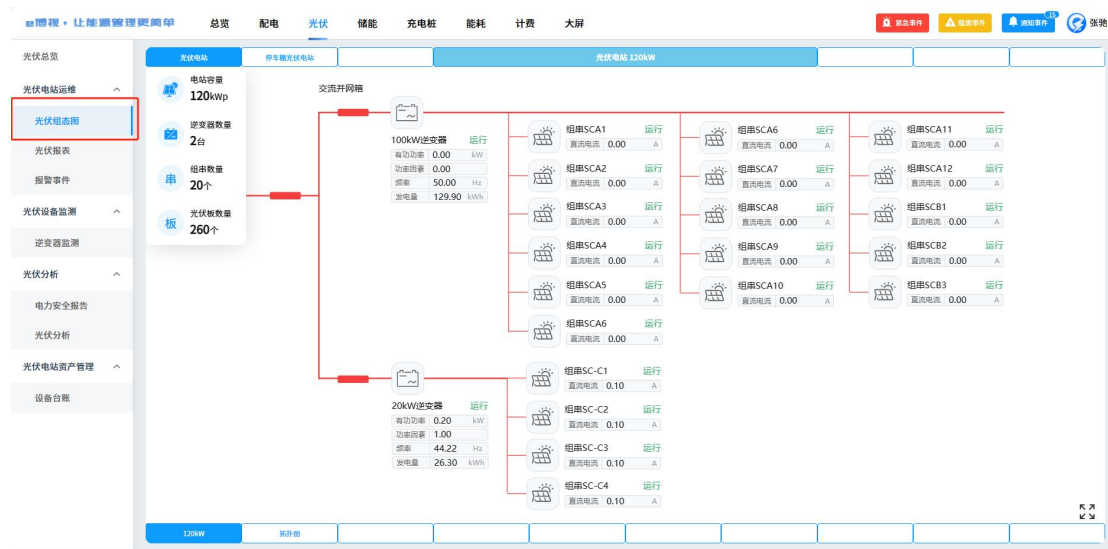 e博视，让能源管理更简单
总览 配电 光伏 储能 充电桩 能耗 计费 大屏
紧急事件 隐患事件 通知事件 15 张驰
光伏总览
光伏电站运维
光伏组态图
光伏报表
报警事件
光伏设备监测
逆变器监测
光伏分析
电力安全报告
光伏分析
光伏电站资产管理
设备台账
光伏电站 停车棚光伏电站 光伏电站 120kW
电站容量
120kWp
逆变器数量
2台
串
组串数量
20个
板
光伏板数量
260个
交流并网箱
100kW逆变器 运行
有功功率 0.00 kW
功率因素 0.00
频率 50.00 Hz
发电量 129.90 kWh
组串SCA1 运行
直流电流 0.00 A
组串SCA2 运行
直流电流 0.00 A
组串SCA3 运行
直流电流 0.00 A
组串SCA4 运行
直流电流 0.00 A
组串SCA5 运行
直流电流 0.00 A
组串SCA6 运行
直流电流 0.00 A
组串SCA6 运行
直流电流 0.00 A
组串SCA7 运行
直流电流 0.00 A
组串SCA8 运行
直流电流 0.00 A
组串SCA9 运行
直流电流 0.00 A
组串SCA10 运行
直流电流 0.00 A
组串SCA11 运行
直流电流 0.00 A
组串SCA12 运行
直流电流 0.00 A
组串SCB1 运行
直流电流 0.00 A
组串SCB2 运行
直流电流 0.00 A
组串SCB3 运行
直流电流 0.00 A
20kW逆变器 运行
有功功率 0.20 kW
功率因素 1.00
频率 44.22 Hz
发电量 26.30 kWh
组串SC-C1 运行
直流电流 0.10 A
组串SC-C2 运行
直流电流 0.10 A
组串SC-C3 运行
直流电流 0.10 A
组串SC-C4 运行
直流电流 0.10 A
120kW 拓扑图